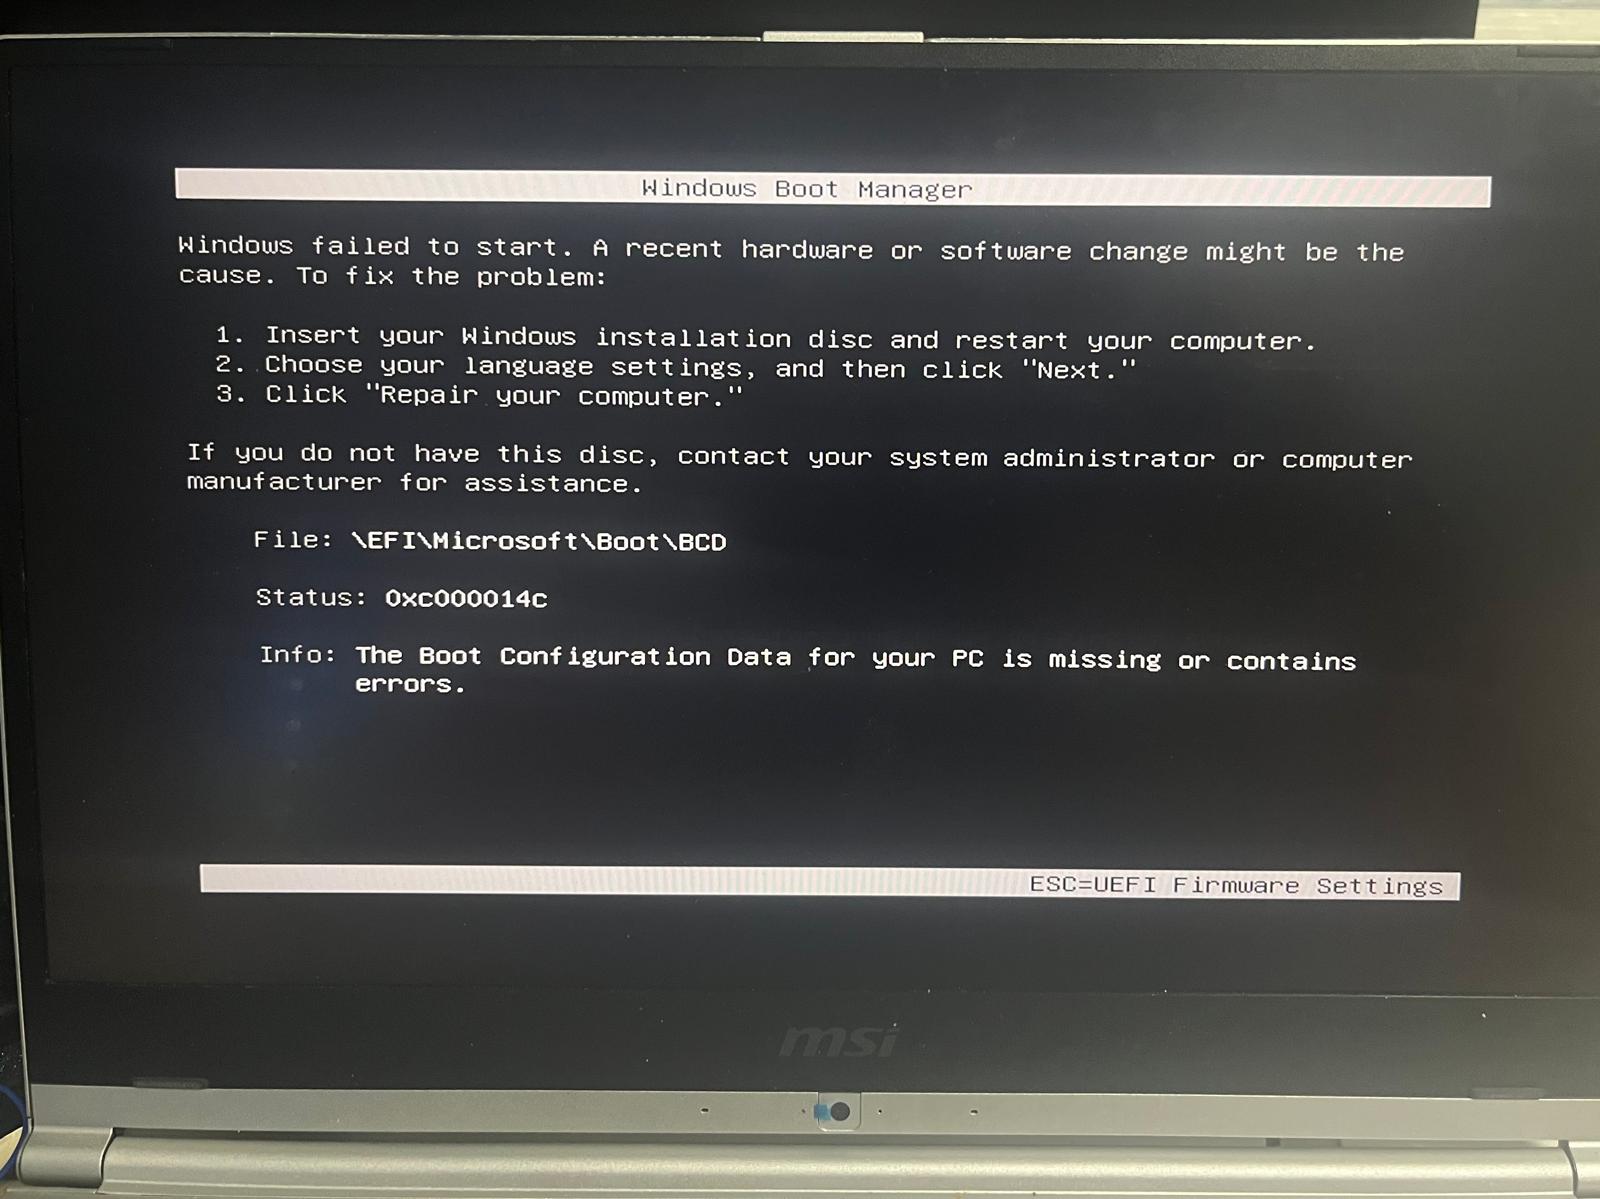 Windows Boot Manager
Windows failed to start. A recent hardware or software change might be the
cause. To fix the problem:
1. Insert your Windows installation disc and restart your computer.
2. Choose your language settings, and then click "Next."
3. Click "Repair your computer."
If you do not have this disc, contact your system administrator or computer
manufacturer for assistance.
File: \EFI\Microsoft\Boot\BCD
Status: 0xc000014c
Info: The Boot Configuration Data for your PC is missing or contains
errors.
ESC=UEFI Firmware Settings
msi